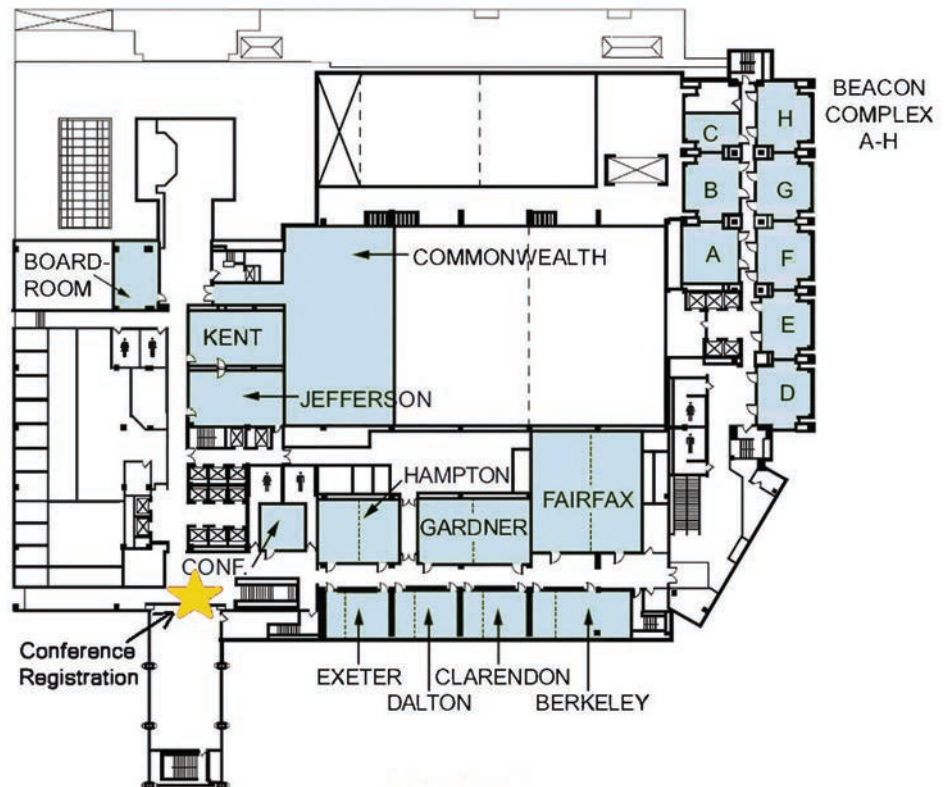 BEACON
COMPLEX
A-H
C
H
B
G
A
F
E
D
BOARD-
ROOM
COMMONWEALTH
KENT
JEFFERSON
HAMPTON
GARDNER
FAIRFAX
CONF.
Conference
Registration
EXETER
CLARENDON
DALTON
BERKELEY